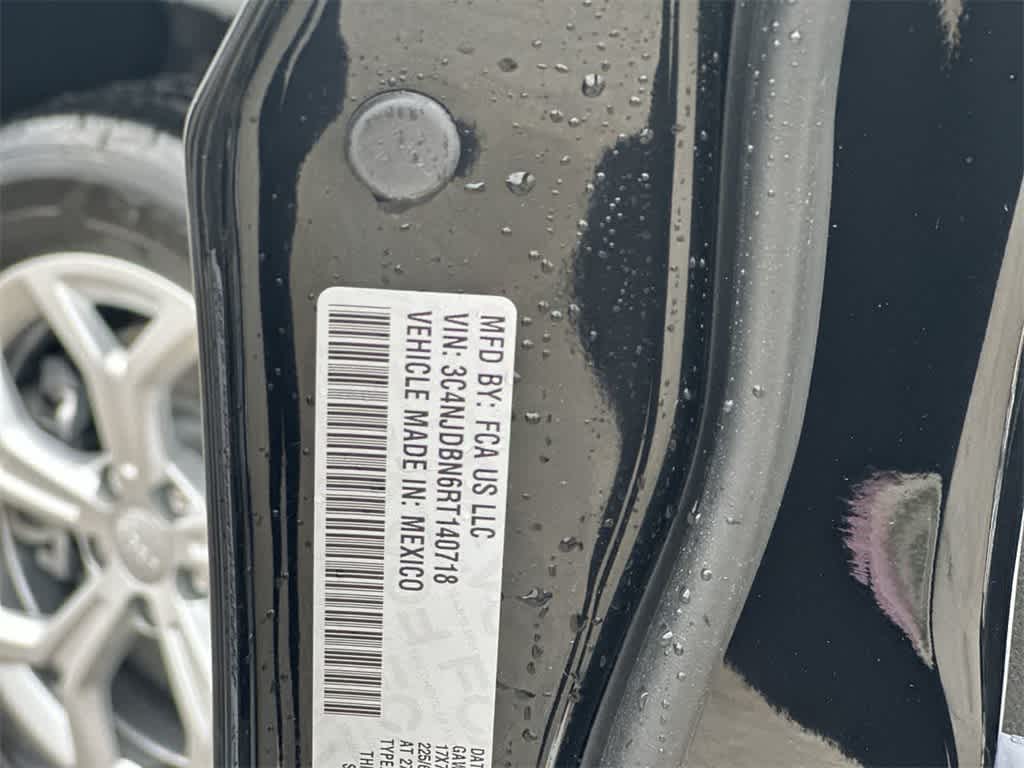 MFD BY: FCA US LLC
VIN: 3C4NJDBN6RT140718
VEHICLE MADE IN: MEXICO